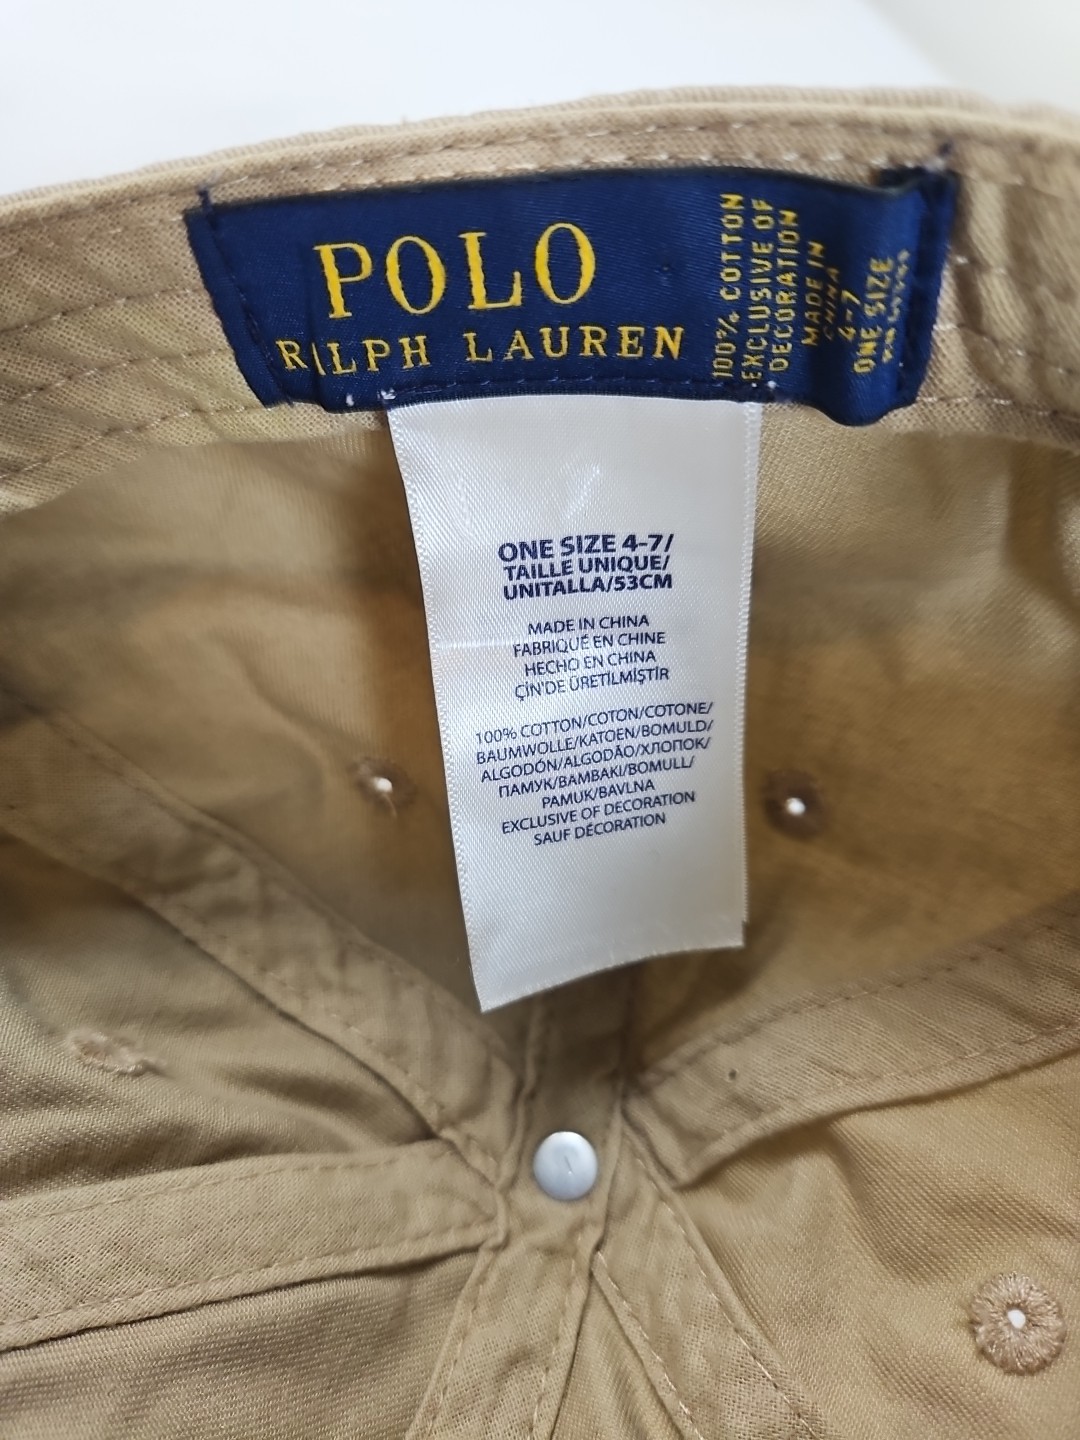 POLO
RALPH LAUREN
100% COTTON
EXCLUSIVE OF
DECORATION
MADE IN
CHINA
4-7
ONE SIZE
ONE SIZE 4-7/
TAILLE UNIQUE/
UNITALLA/53CM
MADE IN CHINA
FABRIQUÉ EN CHINE
HECHO EN CHINA
ÇİN'DE ÜRETİLMİŞTİR
100% COTTON/COTON/COTONE/
BAUMWOLLE/KATOEN/BOMULD/
ALGODÓN/ALGODÃO/ХЛОПОК/
ПАМУК/BAMBAKI/BOMULL/
PAMUK/BAVLNA
EXCLUSIVE OF DECORATION
SAUF DÉCORATION